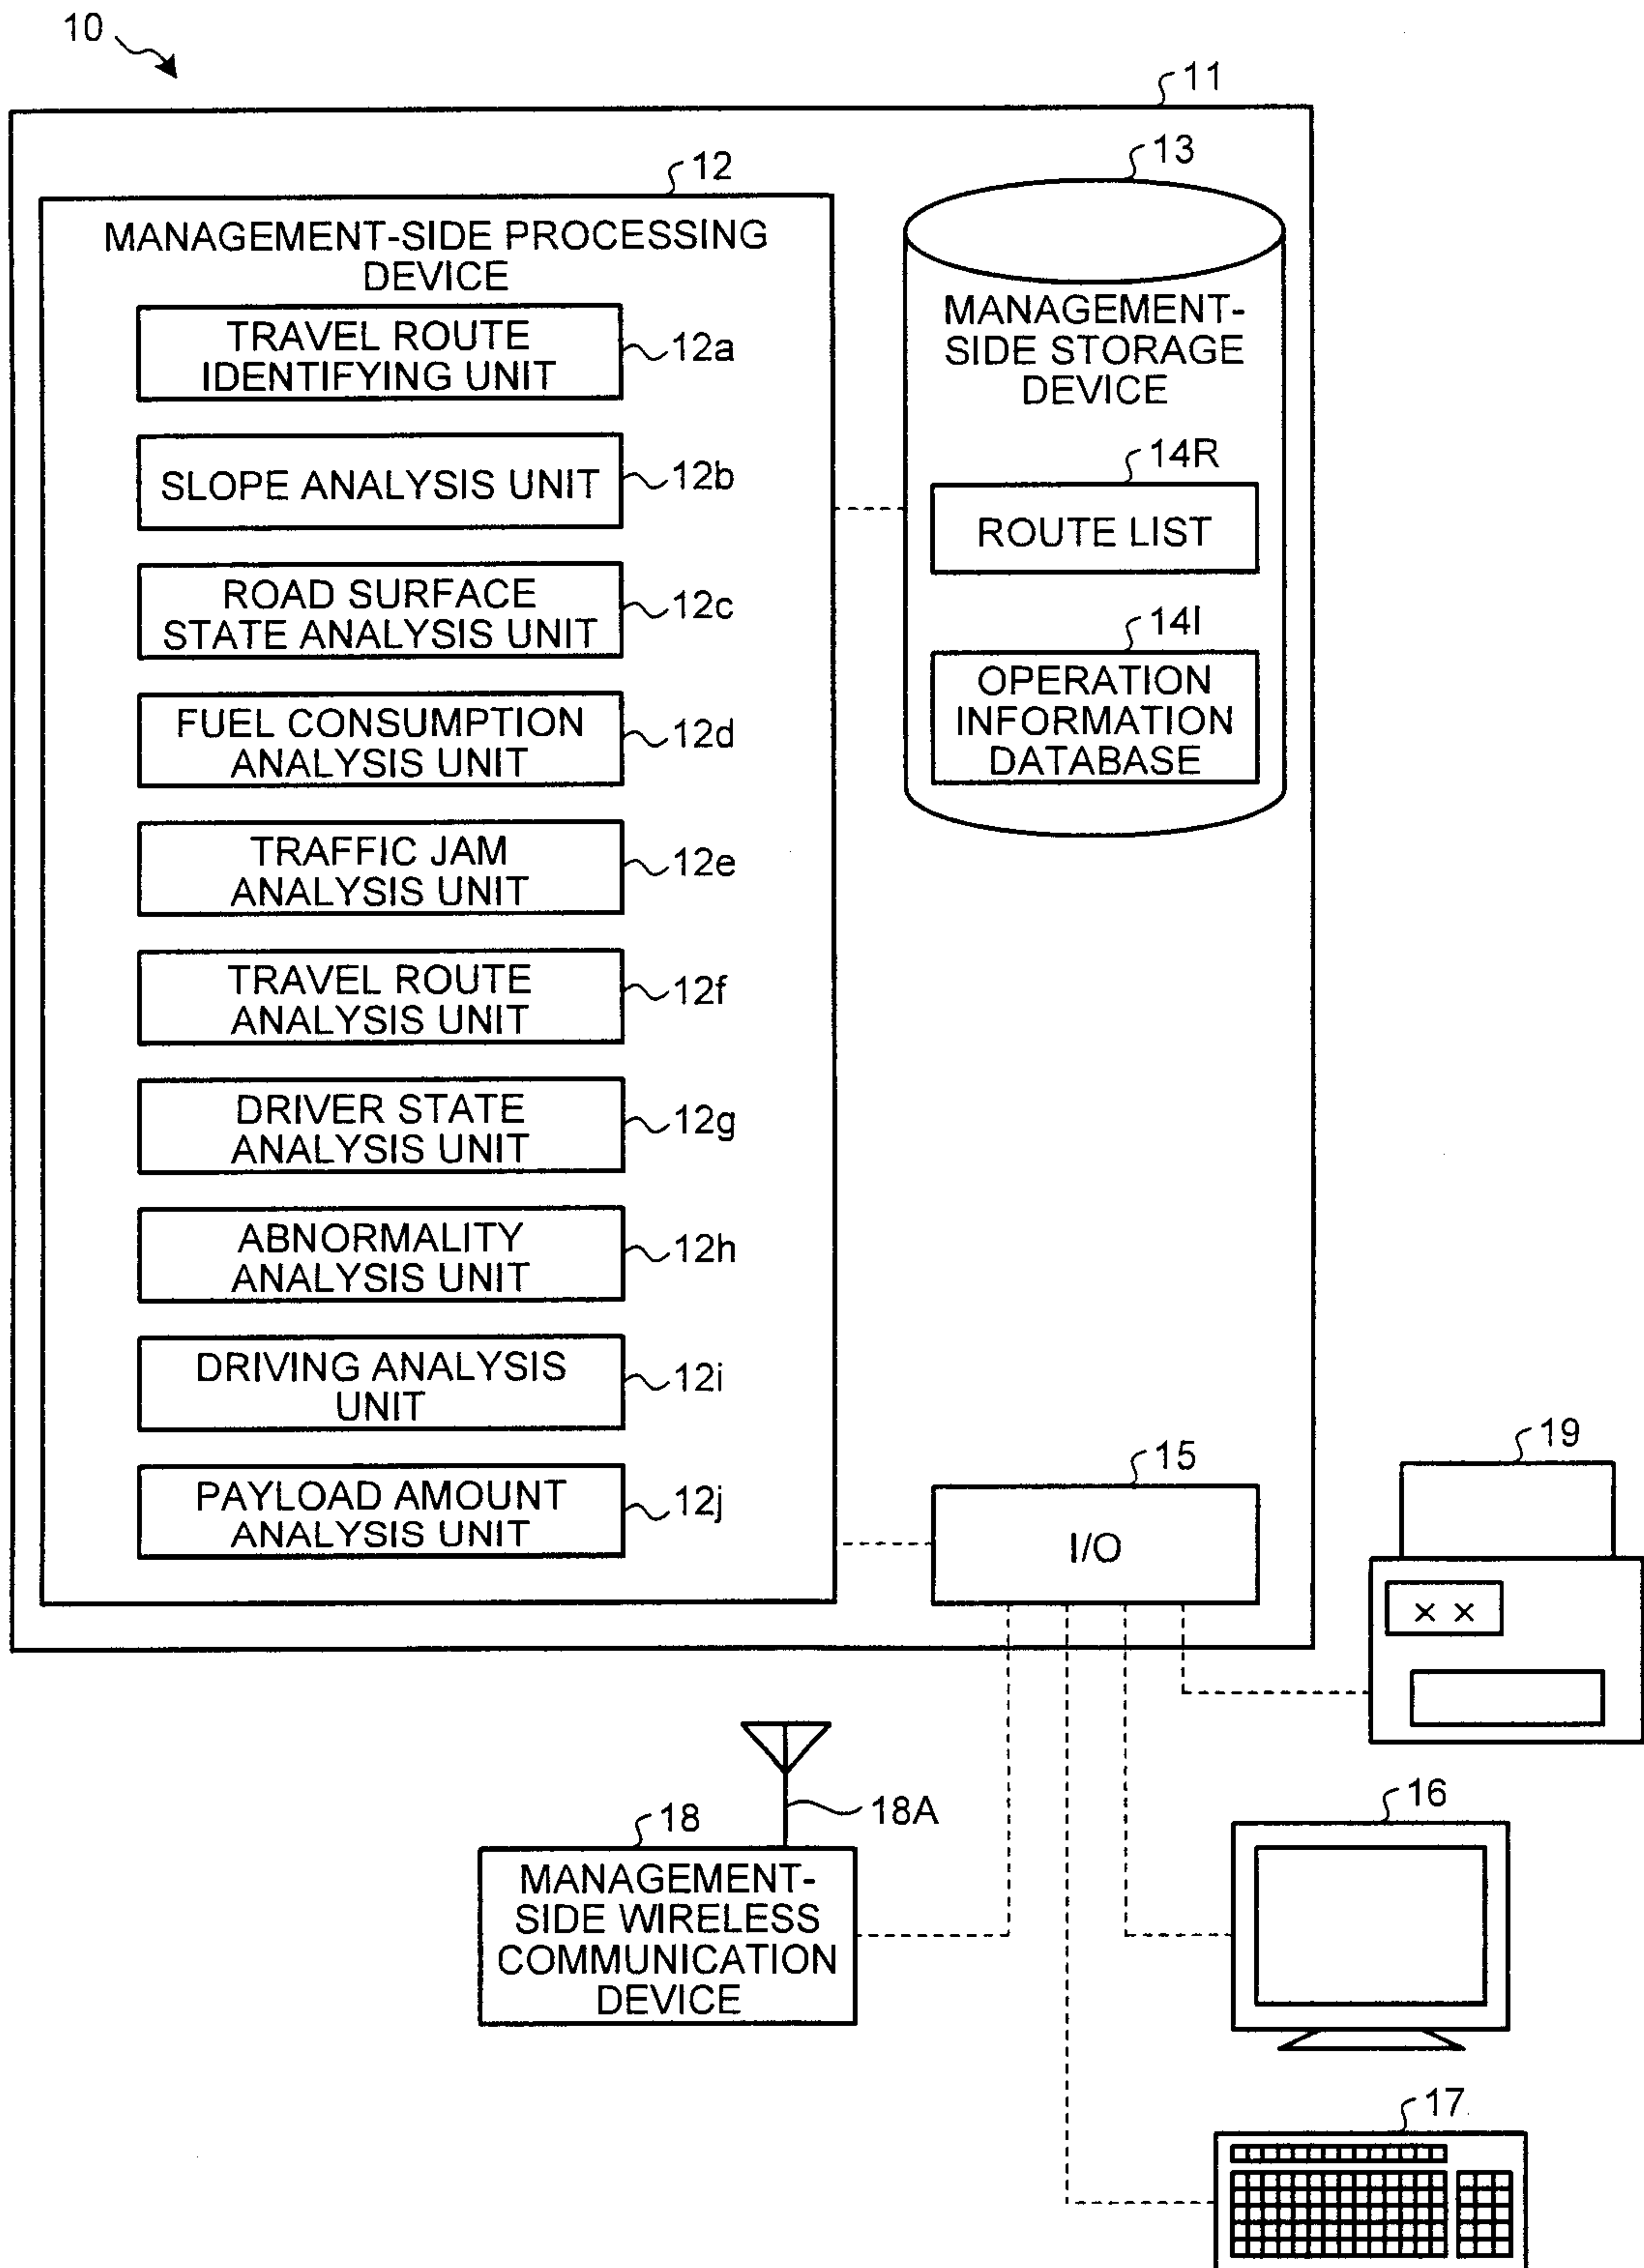 10
11
12
MANAGEMENT-SIDE PROCESSING
DEVICE
TRAVEL ROUTE
IDENTIFYING UNIT
12a
SLOPE ANALYSIS UNIT
12b
ROAD SURFACE
STATE ANALYSIS UNIT
12c
FUEL CONSUMPTION
ANALYSIS UNIT
12d
TRAFFIC JAM
ANALYSIS UNIT
12e
TRAVEL ROUTE
ANALYSIS UNIT
12f
DRIVER STATE
ANALYSIS UNIT
12g
ABNORMALITY
ANALYSIS UNIT
12h
DRIVING ANALYSIS
UNIT
12i
PAYLOAD AMOUNT
ANALYSIS UNIT
12j
13
MANAGEMENT-
SIDE STORAGE
DEVICE
14R
ROUTE LIST
14I
OPERATION
INFORMATION
DATABASE
15
I/O
19
× ×
18A
18
MANAGEMENT-
SIDE WIRELESS
COMMUNICATION
DEVICE
16
17